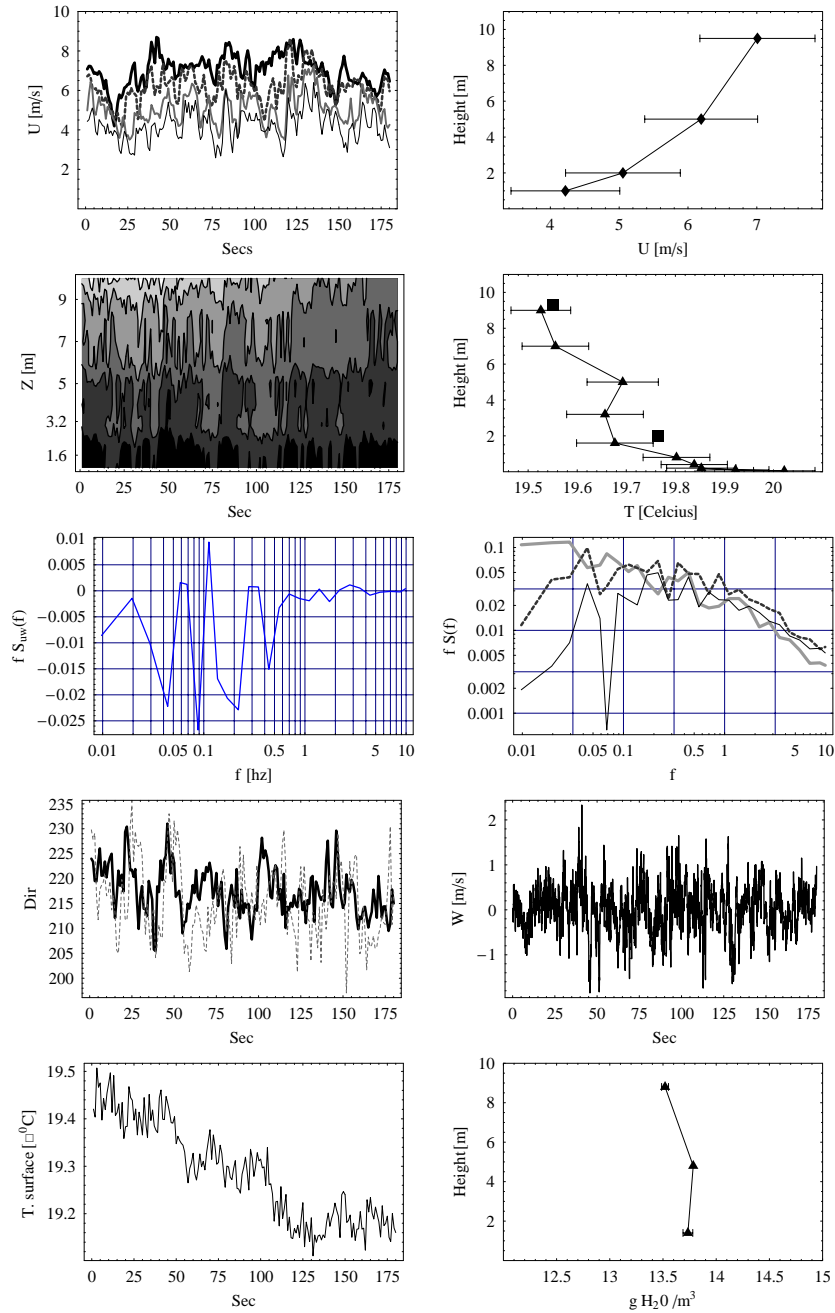 10
8
6
4
2
U [m/s]
0 25 50 75 100 125 150 175
Secs
10
8
6
4
2
Height [m]
4 5 6 7
U [m/s]
9
7
5
3.2
1.6
Z [m]
0 25 50 75 100 125 150 175
Sec
10
8
6
4
2
Height [m]
19.5 19.6 19.7 19.8 19.9 20
T [Celcius]
0.01
0.005
0
−0.005
−0.01
−0.015
−0.02
−0.025
f Suw(f)
0.01 0.05 0.1 0.5 1 5 10
f [hz]
0.1
0.05
0.02
0.01
0.005
0.002
0.001
f S(f)
0.01 0.05 0.1 0.5 1 5 10
f
235
230
225
220
215
210
205
200
Dir
0 25 50 75 100 125 150 175
Sec
2
1
0
−1
W [m/s]
0 25 50 75 100 125 150 175
Sec
19.5
19.4
19.3
19.2
T. surface [□⁰C]
0 25 50 75 100 125 150 175
Sec
10
8
6
4
2
Height [m]
12.5 13 13.5 14 14.5 15
g H₂0 /m³